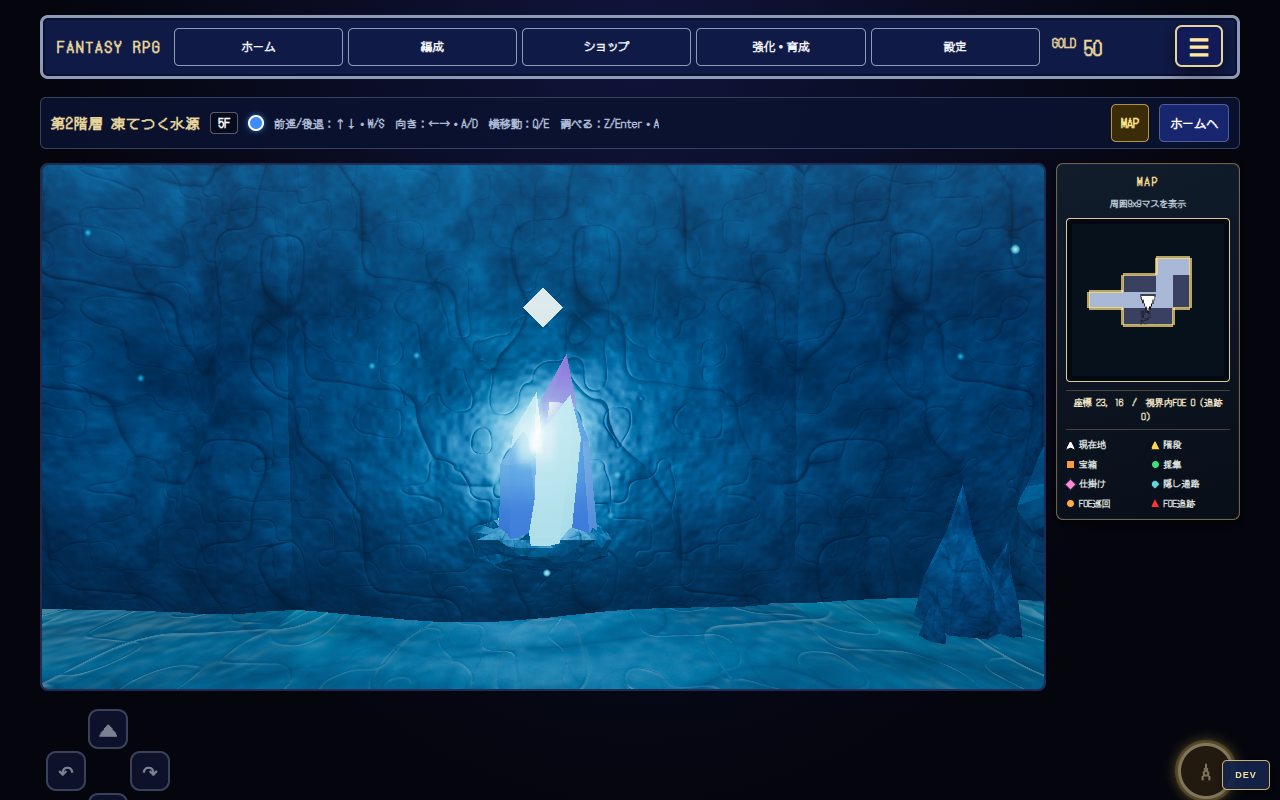 FANTASY RPG
ホーム
編成
ショップ
強化・育成
設定
GOLD 50
第2階層 凍てつく水源
5F
前進/後退：↑↓・W/S 向き：←→・A/D 横移動：Q/E 調べる：Z/Enter・A
MAP
ホームへ
MAP
周囲9x9マスを表示
座標 23, 16 / 視界内FOE 0（追跡
0）
現在地
階段
宝箱
採集
仕掛け
隠し通路
FOE巡回
FOE追跡
A
DEV